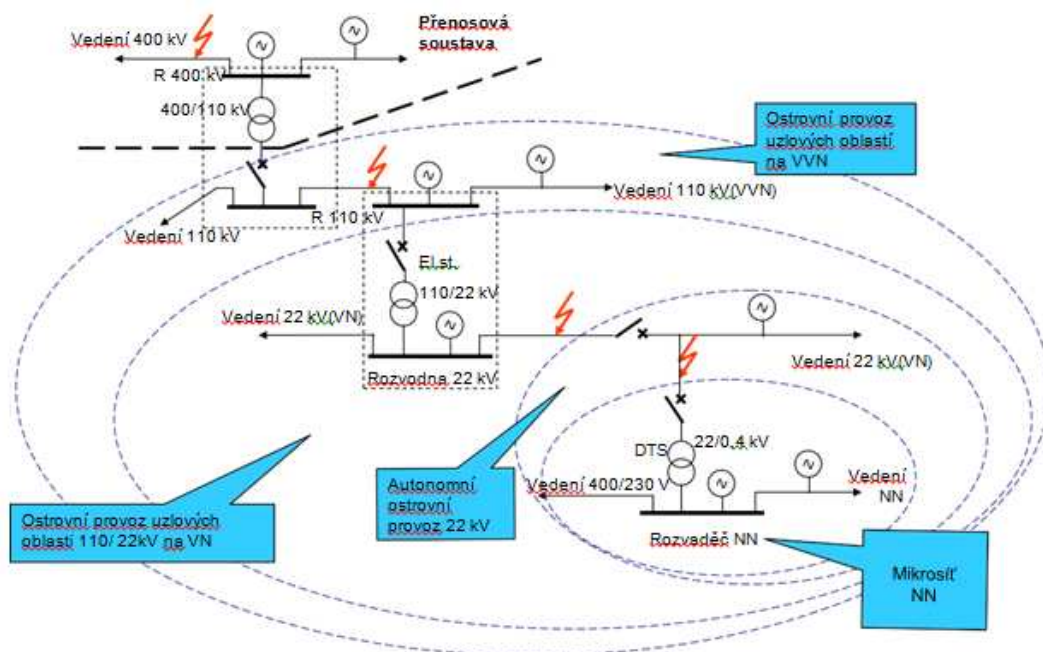 Přenosová
soustava
Vedení 400 kV
R 400 kV
400/110 kV
Ostrovní provoz
uzlových oblastí
na VVN
Vedení 110 kV(VVN)
R 110 kV
Vedení 110 kV
El.st.
110/22 kV
Vedení 22 kV(VN)
Vedení 22 kV(VN)
Rozvodna 22 kV
DTS
22/0,4 kV
Vedení 400/230 V
Vedení
NN
Autonomní
ostrovní
provoz 22 kV
Ostrovní provoz uzlových
oblastí 110/ 22kV na VN
Rozvaděč NN
Mikrosíť
NN